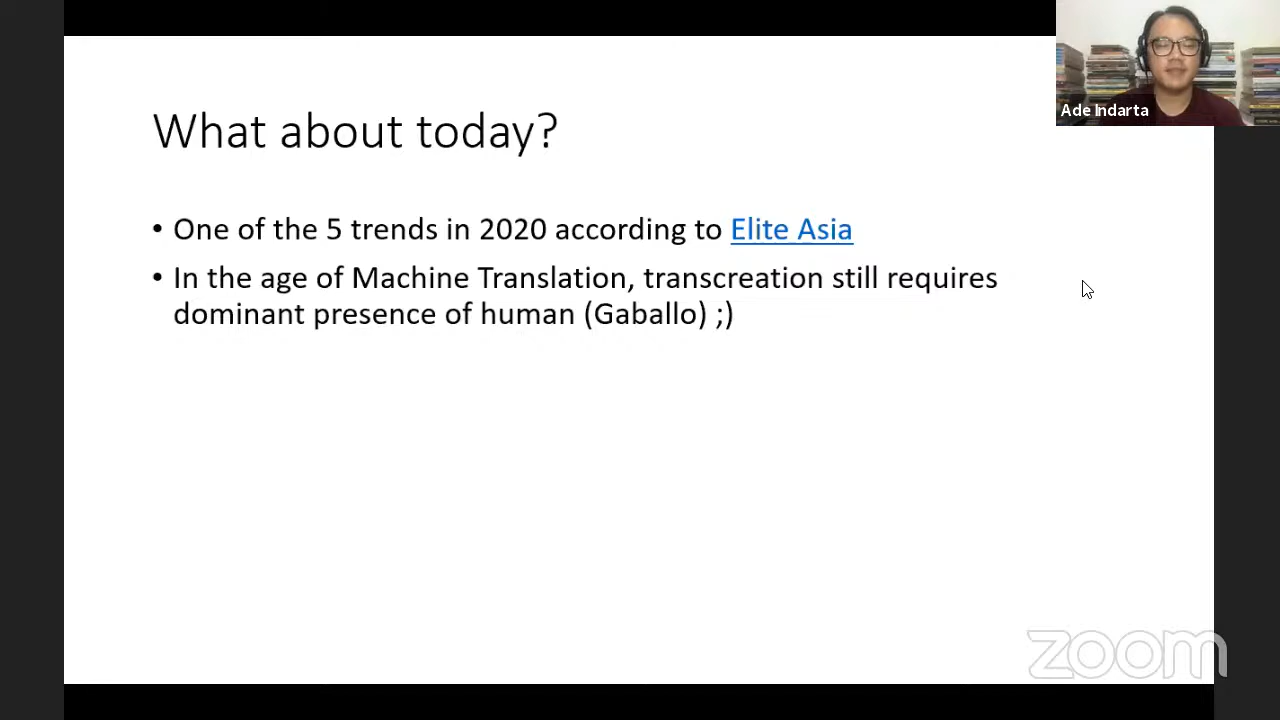 Ade Indarta
What about today?
• One of the 5 trends in 2020 according to Elite Asia
• In the age of Machine Translation, transcreation still requires
dominant presence of human (Gaballo) ;)
zoom